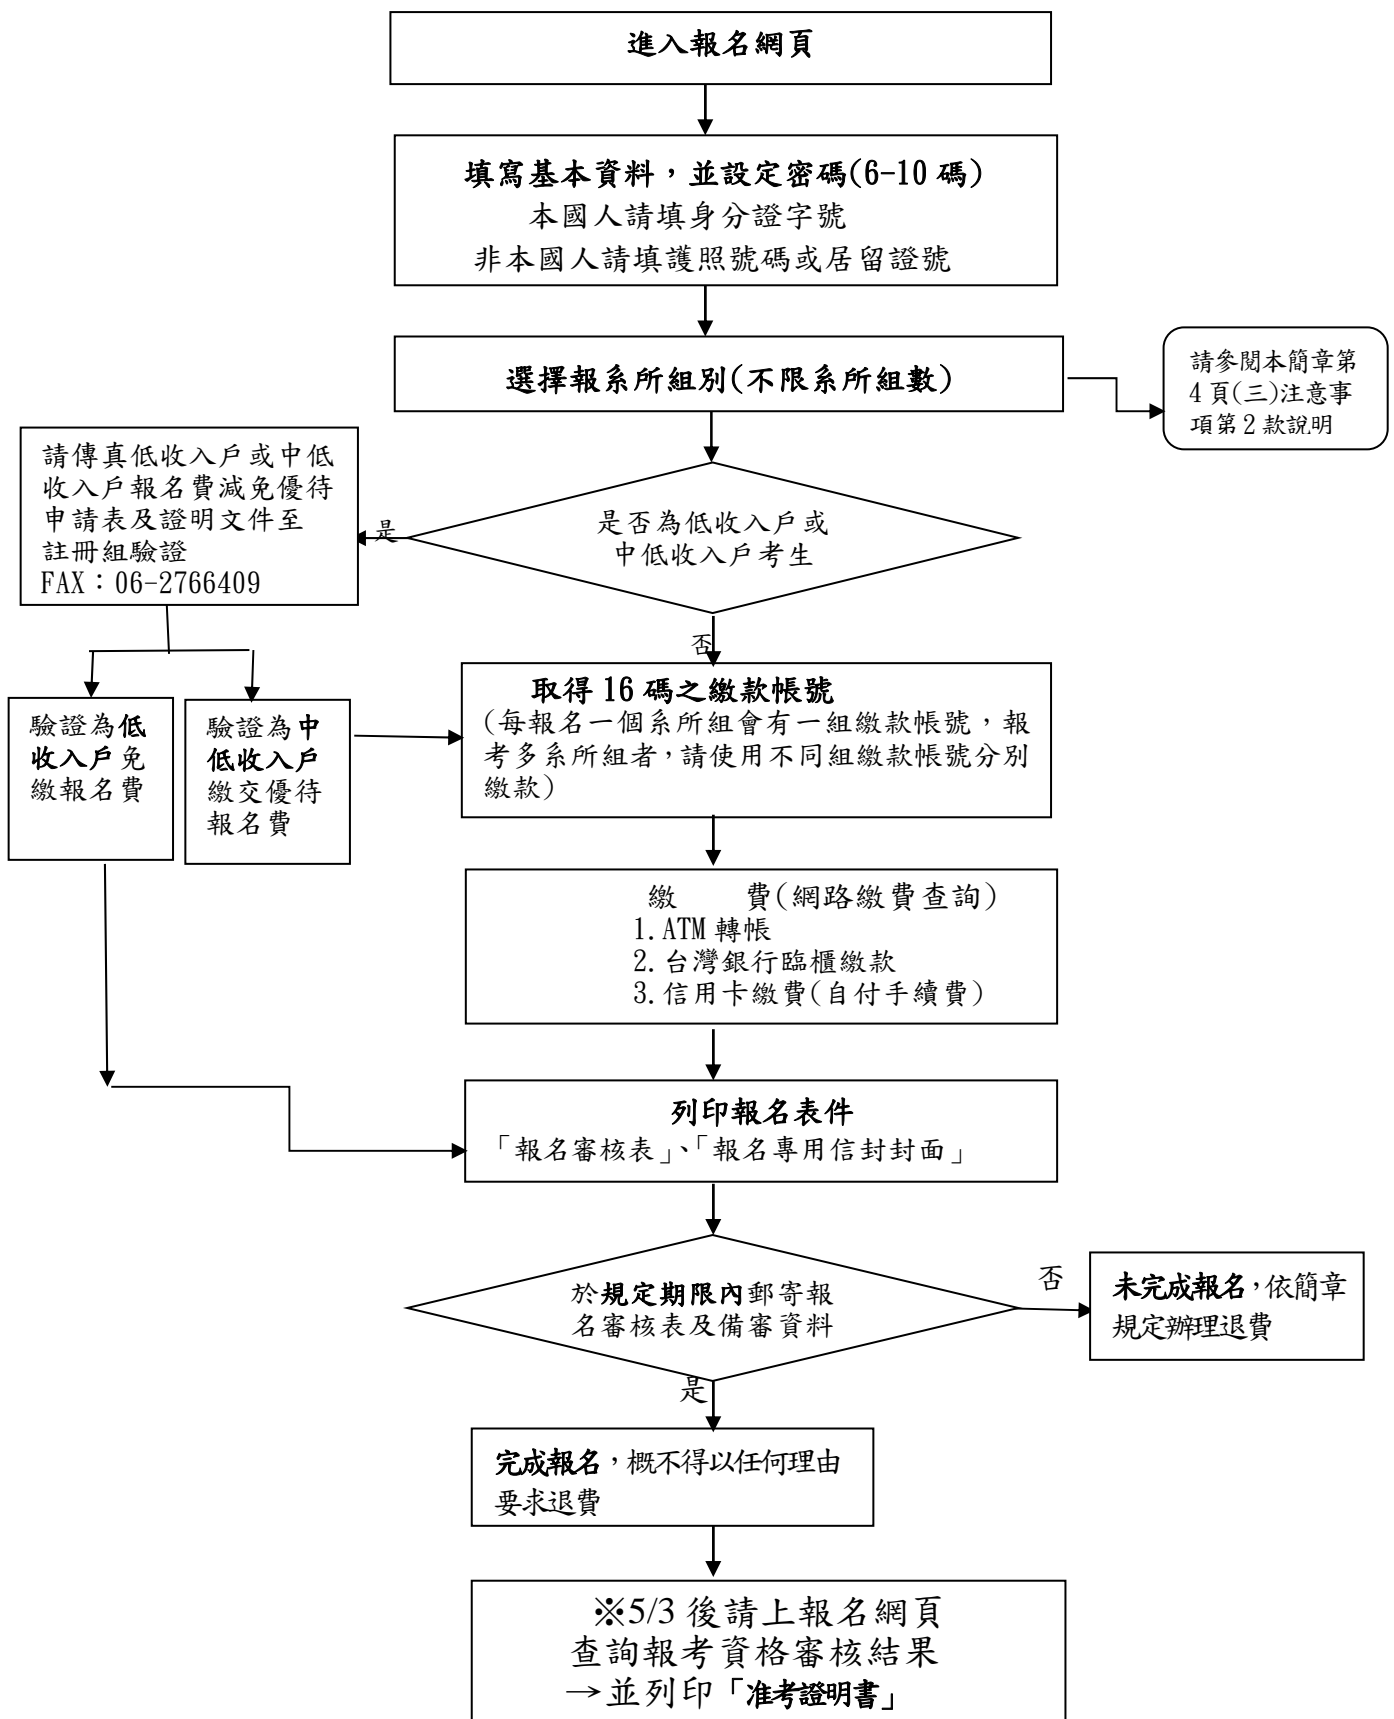 進入報名網頁
填寫基本資料，並設定密碼(6-10 碼)
本國人請填身分證字號
非本國人請填護照號碼或居留證號
選擇報系所組別(不限系所組數)
請參閱本簡章第
4 頁(三)注意事
項第 2 款說明
請傳真低收入戶或中低
收入戶報名費減免優待
申請表及證明文件至
註冊組驗證
FAX：06-2766409
是
是否為低收入戶或
中低收入戶考生
否
驗證為低
收入戶免
繳報名費
驗證為中
低收入戶
繳交優待
報名費
取得 16 碼之繳款帳號
(每報名一個系所組會有一組繳款帳號，報
考多系所組者，請使用不同組繳款帳號分別
繳款)
繳　　費(網路繳費查詢)
1. ATM 轉帳
2. 台灣銀行臨櫃繳款
3. 信用卡繳費(自付手續費)
列印報名表件
「報名審核表」、「報名專用信封封面」
於規定期限內郵寄報
名審核表及備審資料
否
未完成報名，依簡章
規定辦理退費
是
完成報名，概不得以任何理由
要求退費
※5/3 後請上報名網頁
查詢報考資格審核結果
→並列印「准考證明書」